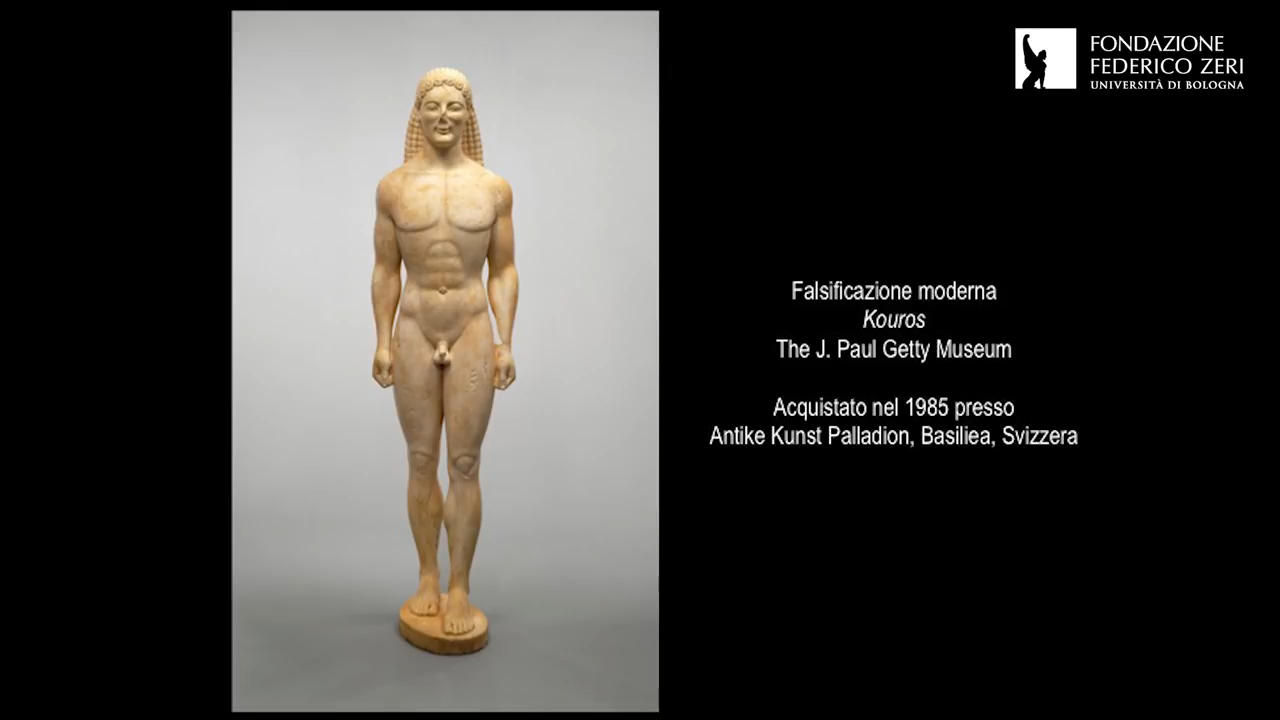 FONDAZIONE
FEDERICO ZERI
UNIVERSITÀ DI BOLOGNA
Falsificazione moderna
Kouros
The J. Paul Getty Museum
Acquistato nel 1985 presso
Antike Kunst Palladion, Basiliea, Svizzera